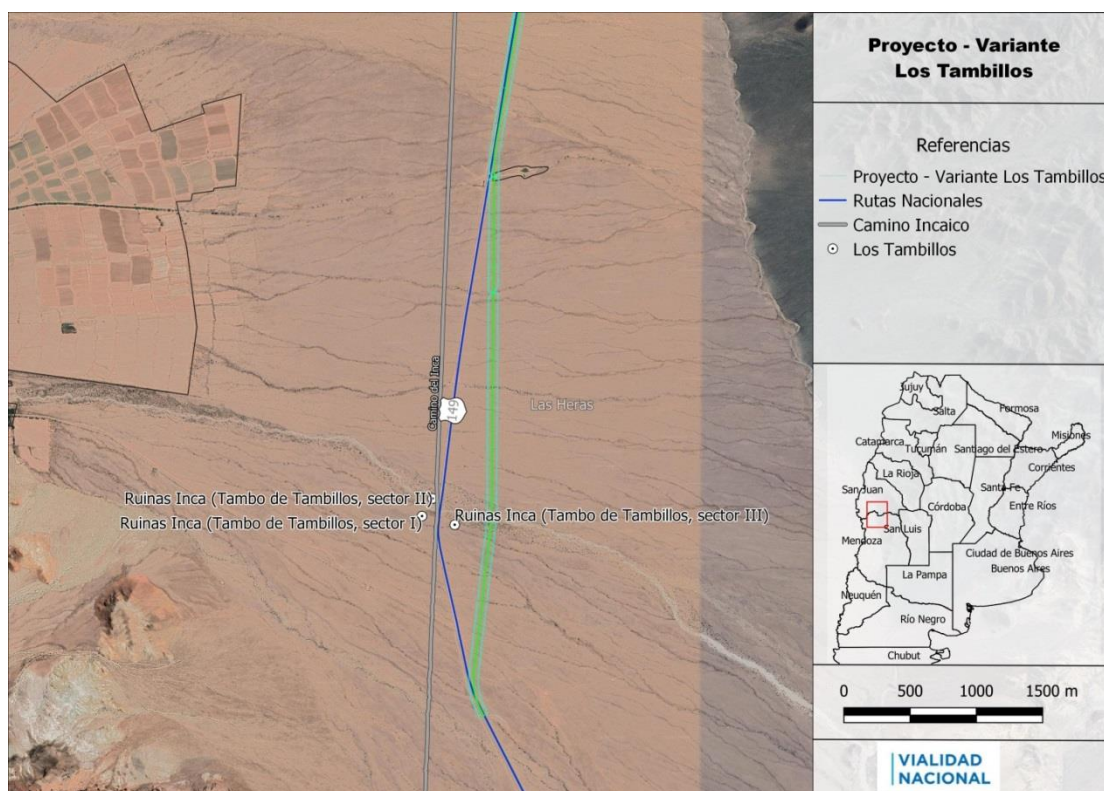 Proyecto - Variante
Los Tambillos
Referencias
Proyecto - Variante Los Tambillos
Rutas Nacionales
Camino Incaico
Los Tambillos
Camino del Inca
149
Las Heras
Ruinas Inca (Tambo de Tambillos, sector II)
Ruinas Inca (Tambo de Tambillos, sector I)
Ruinas Inca (Tambo de Tambillos, sector III)
Jujuy
Salta
Formosa
Misiones
Catamarca
Tucumán
Santiago del Estero
Corrientes
La Rioja
Santa Fe
San Juan
Córdoba
Entre Ríos
San Luis
Mendoza
Ciudad de Buenos Aires
Buenos Aires
La Pampa
Neuquén
Río Negro
Chubut
0 500 1000 1500 m
VIALIDAD
NACIONAL